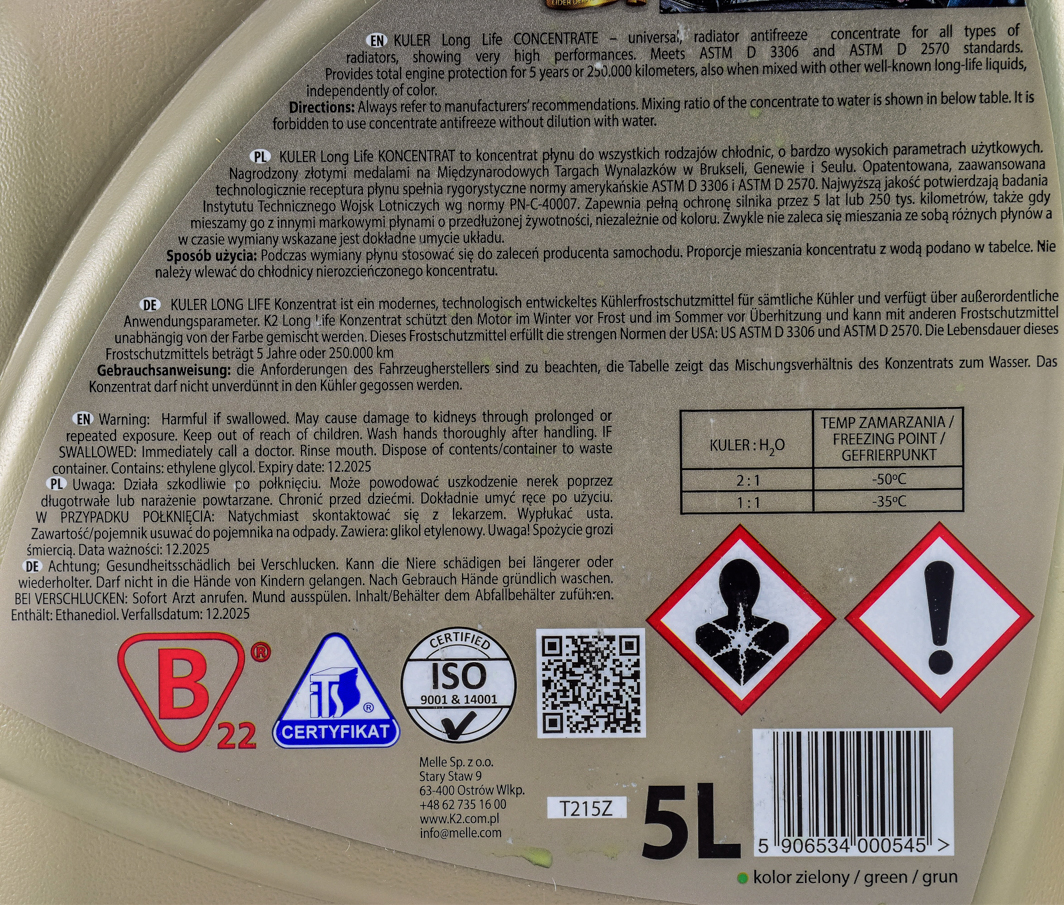 EN KULER Long Life CONCENTRATE – universal, radiator antifreeze concentrate for all types of
radiators, showing very high performances. Meets ASTM D 3306 and ASTM D 2570 standards.
Provides total engine protection for 5 years or 250.000 kilometers, also when mixed with other well-known long-life liquids,
independently of color.
Directions: Always refer to manufacturers' recommendations. Mixing ratio of the concentrate to water is shown in below table. It is
forbidden to use concentrate antifreeze without dilution with water.
PL KULER Long Life KONCENTRAT to koncentrat płynu do wszystkich rodzajów chłodnic, o bardzo wysokich parametrach użytkowych.
Nagrodzony złotymi medalami na Międzynarodowych Targach Wynalazków w Brukseli, Genewie i Seulu. Opatentowana, zaawansowana
technologicznie receptura płynu spełnia rygorystyczne normy amerykańskie ASTM D 3306 i ASTM D 2570. Najwyższą jakość potwierdzają badania
Instytutu Technicznego Wojsk Lotniczych wg normy PN-C-40007. Zapewnia pełną ochronę silnika przez 5 lat lub 250 tys. kilometrów, także gdy
mieszamy go z innymi markowymi płynami o przedłużonej żywotności, niezależnie od koloru. Zwykle nie zaleca się mieszania ze sobą różnych płynów a
w czasie wymiany wskazane jest dokładne umycie układu.
Sposób użycia: Podczas wymiany płynu stosować się do zaleceń producenta samochodu. Proporcje mieszania koncentratu z wodą podano w tabelce. Nie
należy wlewać do chłodnicy nierozcieńczonego koncentratu.
DE KULER LONG LIFE Konzentrat ist ein modernes, technologisch entwickeltes Kühlerfrostschutzmittel für sämtliche Kühler und verfügt über außerordentliche
Anwendungsparameter. K2 Long Life Konzentrat schützt den Motor im Winter vor Frost und im Sommer vor Überhitzung und kann mit anderen Frostschutzmittel
unabhängig von der Farbe gemischt werden. Dieses Frostschutzmittel erfüllt die strengen Normen der USA: US ASTM D 3306 und ASTM D 2570. Die Lebensdauer dieses
Frostschutzmittels beträgt 5 Jahre oder 250.000 km
Gebrauchsanweisung: die Anforderungen des Fahrzeugherstellers sind zu beachten, die Tabelle zeigt das Mischungsverhältnis des Konzentrats zum Wasser. Das
Konzentrat darf nicht unverdünnt in den Kühler gegossen werden.
EN Warning: Harmful if swallowed. May cause damage to kidneys through prolonged or
repeated exposure. Keep out of reach of children. Wash hands thoroughly after handling. IF
SWALLOWED: Immediately call a doctor. Rinse mouth. Dispose of contents/container to waste
container. Contains: ethylene glycol. Expiry date: 12.2025
PL Uwaga: Działa szkodliwie po połknięciu. Może powodować uszkodzenie nerek poprzez
długotrwałe lub narażenie powtarzane. Chronić przed dziećmi. Dokładnie umyć ręce po użyciu.
W PRZYPADKU POŁKNIĘCIA: Natychmiast skontaktować się z lekarzem. Wypłukać usta.
Zawartość/pojemnik usuwać do pojemnika na odpady. Zawiera: glikol etylenowy. Uwaga! Spożycie grozi
śmiercią. Data ważności: 12.2025
DE Achtung; Gesundheitsschädlich bei Verschlucken. Kann die Niere schädigen bei längerer oder
wiederholter. Darf nicht in die Hände von Kindern gelangen. Nach Gebrauch Hände gründlich waschen.
BEI VERSCHLUCKEN: Sofort Arzt anrufen. Mund ausspülen. Inhalt/Behälter dem Abfallbehälter zuführen.
Enthält: Ethanediol. Verfallsdatum: 12.2025
KULER : H₂O
TEMP ZAMARZANIA /
FREEZING POINT /
GEFRIERPUNKT
2 : 1 -50ºC
1 : 1 -35ºC
B ® 22
ITS ®
CERTYFIKAT
CERTIFIED
ISO
9001 & 14001
Melle Sp. z o.o.
Stary Staw 9
63-400 Ostrów Wlkp.
+48 62 735 16 00
www.K2.com.pl
info@melle.com
T215Z
5L
5 906534 000545 >
kolor zielony / green / grun